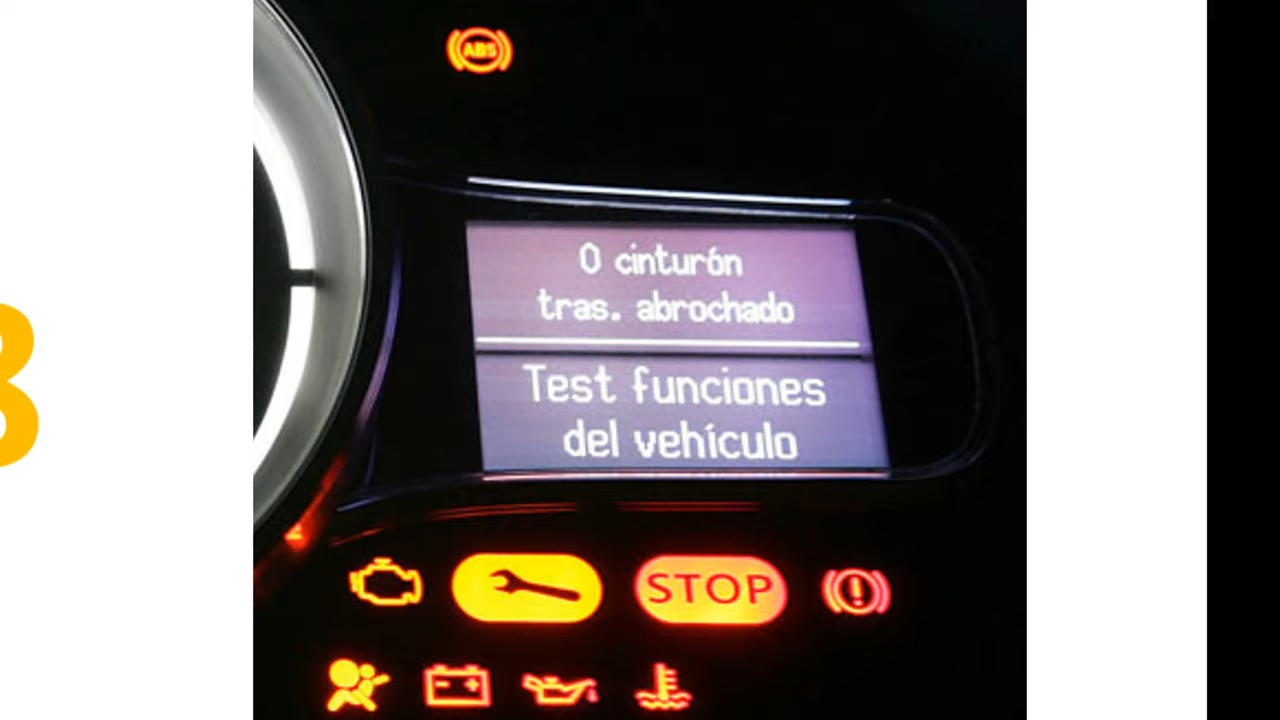 ABS
0 cinturón
tras. abrochado
Test funciones
del vehículo
STOP